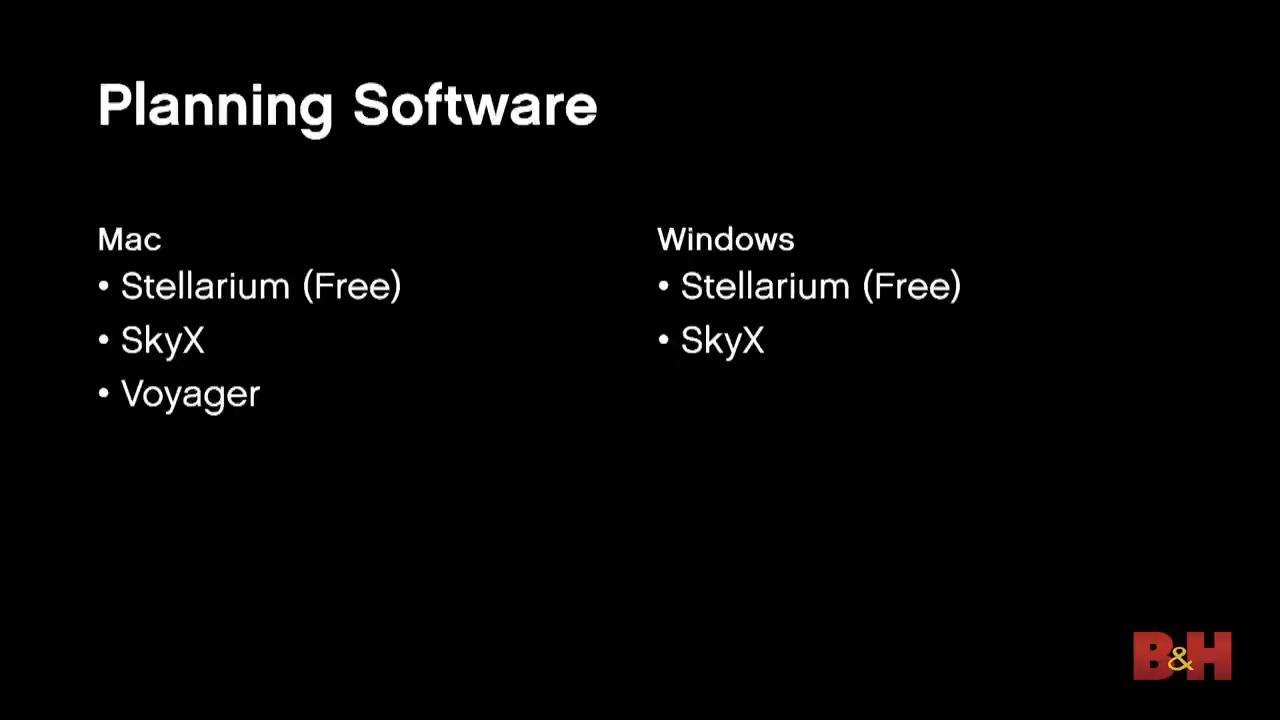 Planning Software
Mac
• Stellarium (Free)
• SkyX
• Voyager
Windows
• Stellarium (Free)
• SkyX
B&H